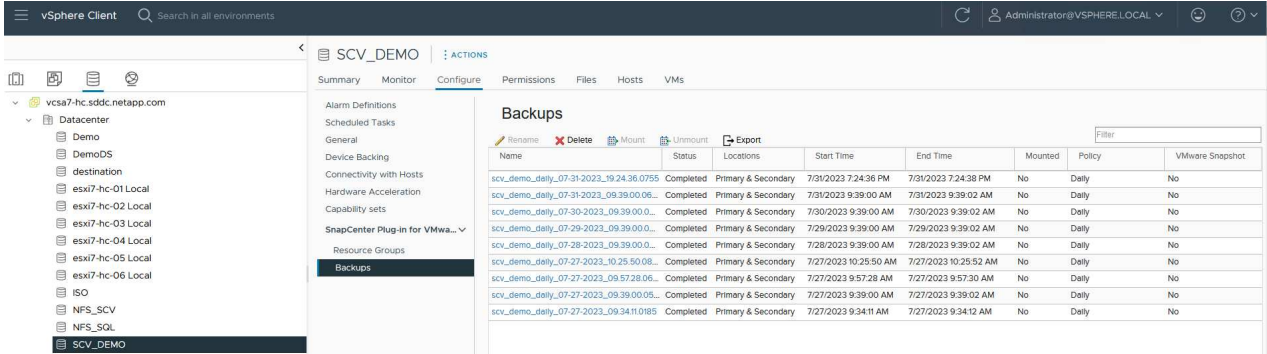 vSphere Client Search in all environments Administrator@VSPHERE.LOCAL
SCV_DEMO ACTIONS
Summary Monitor Configure Permissions Files Hosts VMs
vcsa7-hc.sddc.netapp.com
Datacenter
Demo
DemoDS
destination
esxi7-hc-01 Local
esxi7-hc-02 Local
esxi7-hc-03 Local
esxi7-hc-04 Local
esxi7-hc-05 Local
esxi7-hc-06 Local
ISO
NFS_SCV
NFS_SQL
SCV_DEMO
Alarm Definitions
Scheduled Tasks
General
Device Backing
Connectivity with Hosts
Hardware Acceleration
Capability sets
SnapCenter Plug-in for VMwa...
Resource Groups
Backups
Backups
Rename Delete Mount Unmount Export Filter
Name Status Locations Start Time End Time Mounted Policy VMware Snapshot
scv_demo_daily_07-31-2023_19.24.36.0755 Completed Primary & Secondary 7/31/2023 7:24:36 PM 7/31/2023 7:24:38 PM No Daily No
scv_demo_daily_07-31-2023_09.39.00.06... Completed Primary & Secondary 7/31/2023 9:39:00 AM 7/31/2023 9:39:02 AM No Daily No
scv_demo_daily_07-30-2023_09.39.00.0... Completed Primary & Secondary 7/30/2023 9:39:00 AM 7/30/2023 9:39:02 AM No Daily No
scv_demo_daily_07-29-2023_09.39.00.0... Completed Primary & Secondary 7/29/2023 9:39:00 AM 7/29/2023 9:39:02 AM No Daily No
scv_demo_daily_07-28-2023_09.39.00.0... Completed Primary & Secondary 7/28/2023 9:39:00 AM 7/28/2023 9:39:02 AM No Daily No
scv_demo_daily_07-27-2023_10.25.50.08... Completed Primary & Secondary 7/27/2023 10:25:50 AM 7/27/2023 10:25:52 AM No Daily No
scv_demo_daily_07-27-2023_09.57.28.06... Completed Primary & Secondary 7/27/2023 9:57:28 AM 7/27/2023 9:57:30 AM No Daily No
scv_demo_daily_07-27-2023_09.39.00.05... Completed Primary & Secondary 7/27/2023 9:39:00 AM 7/27/2023 9:39:02 AM No Daily No
scv_demo_daily_07-27-2023_09.34.11.0185 Completed Primary & Secondary 7/27/2023 9:34:11 AM 7/27/2023 9:34:12 AM No Daily No